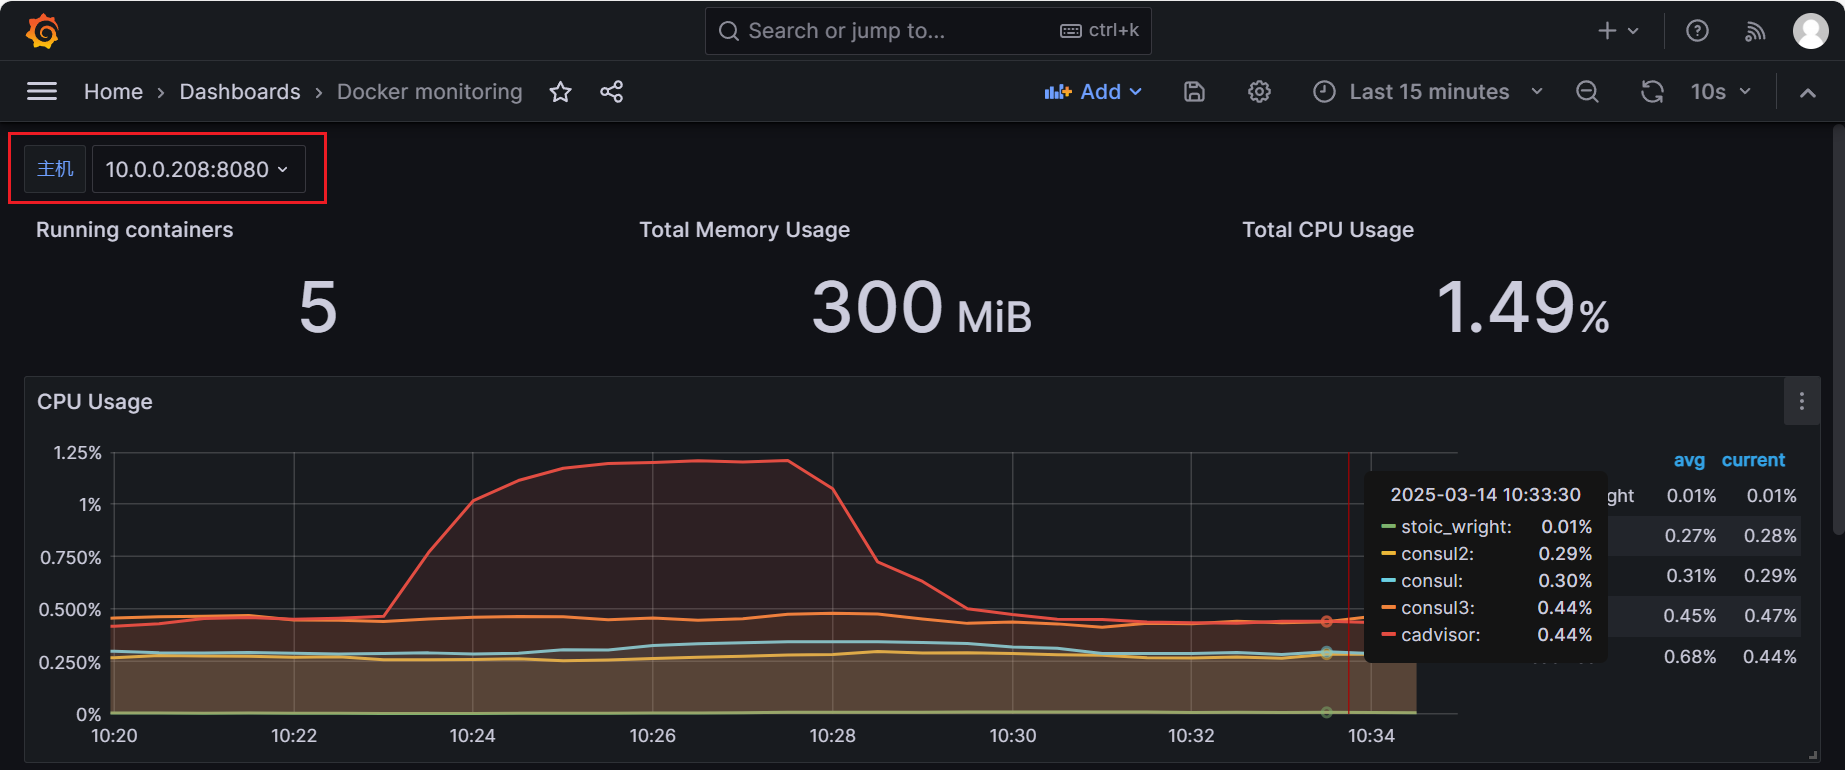 Search or jump to... ctrl+k
Home › Dashboards › Docker monitoring Add Last 15 minutes 10s
主机 10.0.0.208:8080
Running containers Total Memory Usage Total CPU Usage
5 300 MiB 1.49%
CPU Usage
1.25%
1%
0.750%
0.500%
0.250%
0%
10:20 10:22 10:24 10:26 10:28 10:30 10:32 10:34
2025-03-14 10:33:30
stoic_wright: 0.01%
consul2: 0.29%
consul: 0.30%
consul3: 0.44%
cadvisor: 0.44%
avg current
ght 0.01% 0.01%
0.27% 0.28%
0.31% 0.29%
0.45% 0.47%
0.68% 0.44%